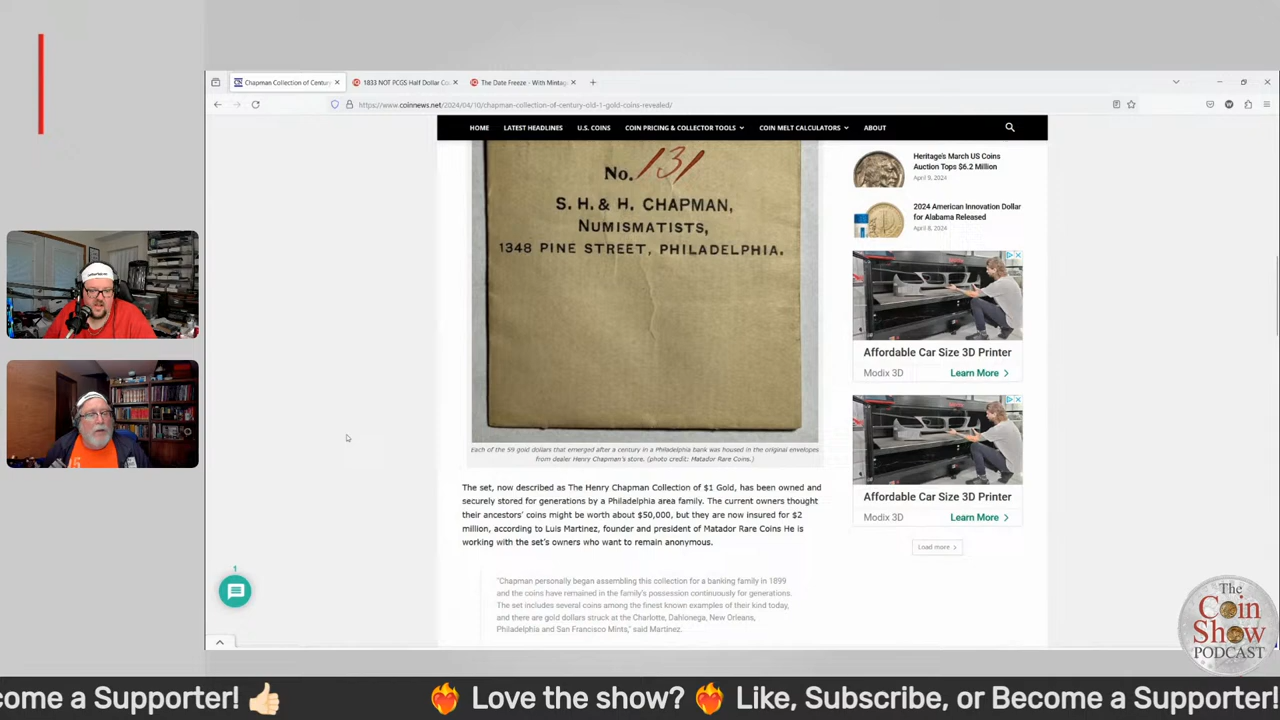 Chapman Collection of Century
1833 NOT PCGS Half Dollar Co
The Date Freeze - With Mintag
https://www.coinnews.net/2024/04/10/chapman-collection-of-century-old-1-gold-coins-revealed/
HOME LATEST HEADLINES U.S. COINS COIN PRICING & COLLECTOR TOOLS COIN MELT CALCULATORS ABOUT
No. 131
S. H. & H. CHAPMAN,
NUMISMATISTS,
1348 PINE STREET, PHILADELPHIA.
Each of the 59 gold dollars that emerged after a century in a Philadelphia bank was housed in the original envelopes
from dealer Henry Chapman's store. (photo credit: Matador Rare Coins.)
The set, now described as The Henry Chapman Collection of $1 Gold, has been owned and
securely stored for generations by a Philadelphia area family. The current owners thought
their ancestors' coins might be worth about $50,000, but they are now insured for $2
million, according to Luis Martinez, founder and president of Matador Rare Coins He is
working with the set's owners who want to remain anonymous.
"Chapman personally began assembling this collection for a banking family in 1899
and the coins have remained in the family's possession continuously for generations.
The set includes several coins among the finest known examples of their kind today,
and there are gold dollars struck at the Charlotte, Dahlonega, New Orleans,
Philadelphia and San Francisco Mints," said Martinez.
Heritage's March US Coins
Auction Tops $6.2 Million
April 9, 2024
2024 American Innovation Dollar
for Alabama Released
April 8, 2024
Affordable Car Size 3D Printer
Modix 3D Learn More
Affordable Car Size 3D Printer
Modix 3D Learn More
Load more
1
The
Coin
Show
PODCAST
come a Supporter! 👍🏻 ❤️‍🔥 Love the show? ❤️‍🔥 Like, Subscribe, or Become a Supporter!